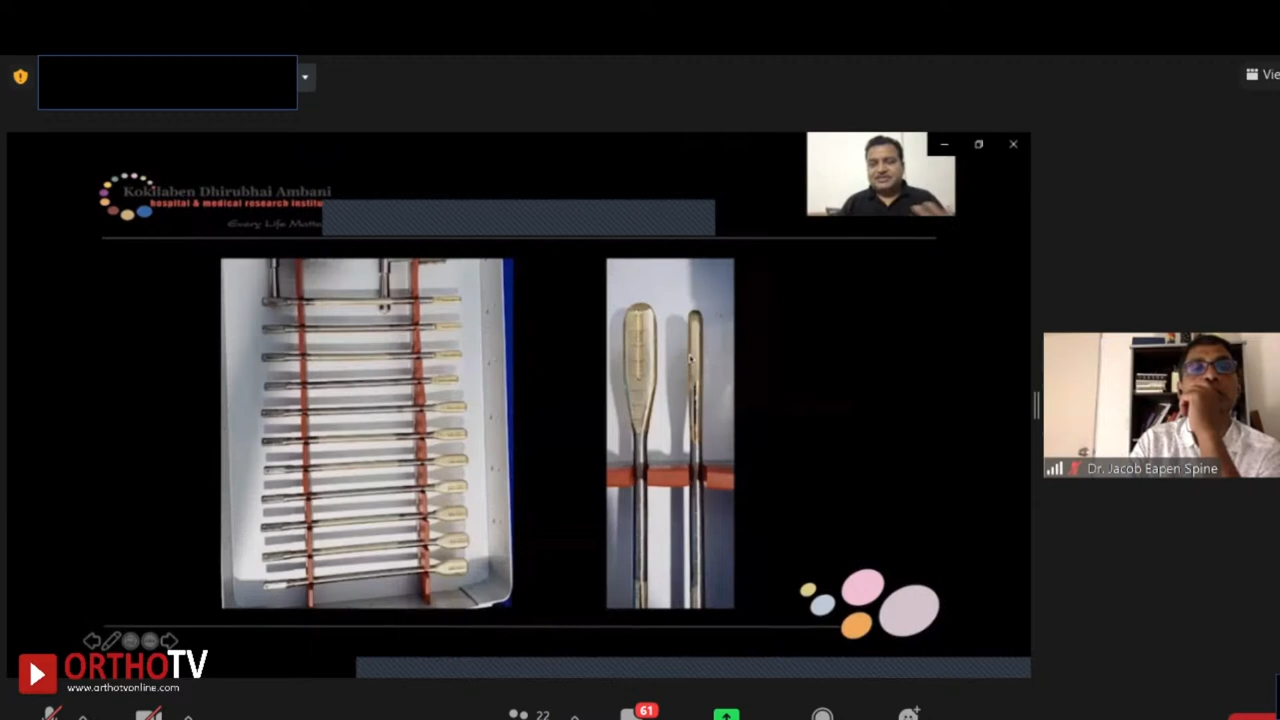 Vie
Kokilaben Dhirubhai Ambani
hospital & medical research institu
Every Life Matte
Dr. Jacob Eapen Spine
ORTHOTV
www.orthotvonline.com
22
61